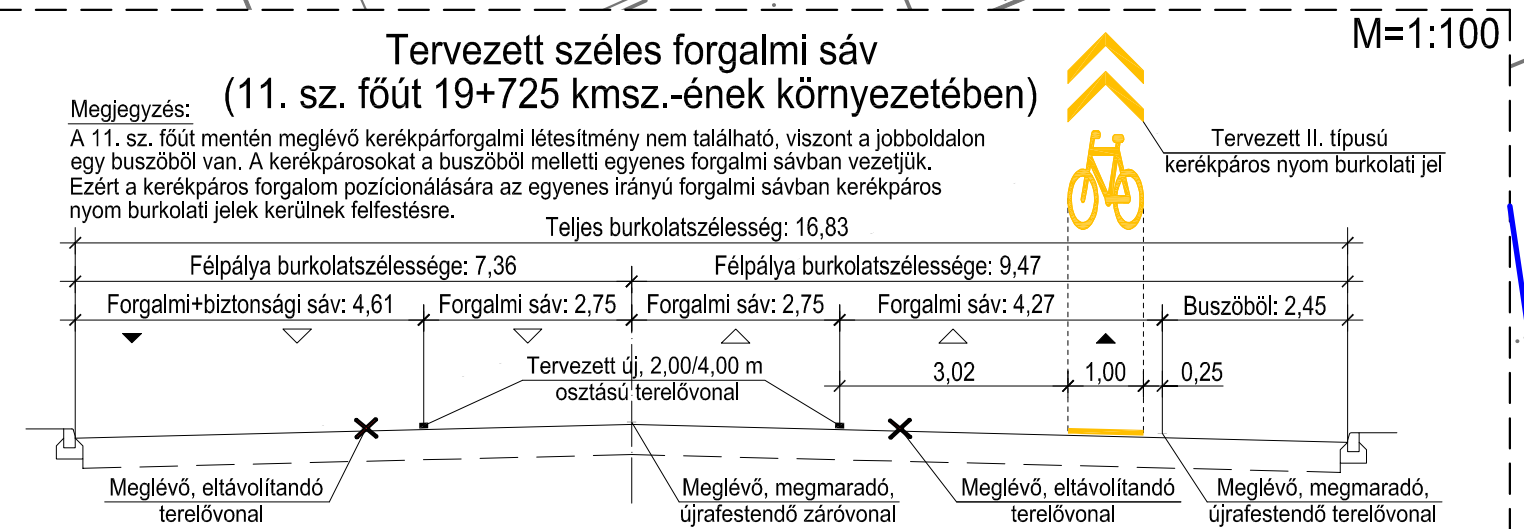 M=1:100
Tervezett széles forgalmi sáv
(11. sz. főút 19+725 kmsz.-ének környezetében)
Megjegyzés:
A 11. sz. főút mentén meglévő kerékpárforgalmi létesítmény nem található, viszont a jobboldalon
egy buszöböl van. A kerékpárosokat a buszöböl melletti egyenes forgalmi sávban vezetjük.
Ezért a kerékpáros forgalom pozícionálására az egyenes irányú forgalmi sávban kerékpáros
nyom burkolati jelek kerülnek felfestésre.
Tervezett II. típusú
kerékpáros nyom burkolati jel
Teljes burkolatszélesség: 16,83
Félpálya burkolatszélessége: 7,36
Félpálya burkolatszélessége: 9,47
Forgalmi+biztonsági sáv: 4,61
Forgalmi sáv: 2,75
Forgalmi sáv: 2,75
Forgalmi sáv: 4,27
Buszöböl: 2,45
Tervezett új, 2,00/4,00 m
osztású terelővonal
3,02
1,00
0,25
Meglévő, eltávolítandó
terelővonal
Meglévő, megmaradó,
újrafestendő záróvonal
Meglévő, eltávolítandó
terelővonal
Meglévő, megmaradó,
újrafestendő terelővonal